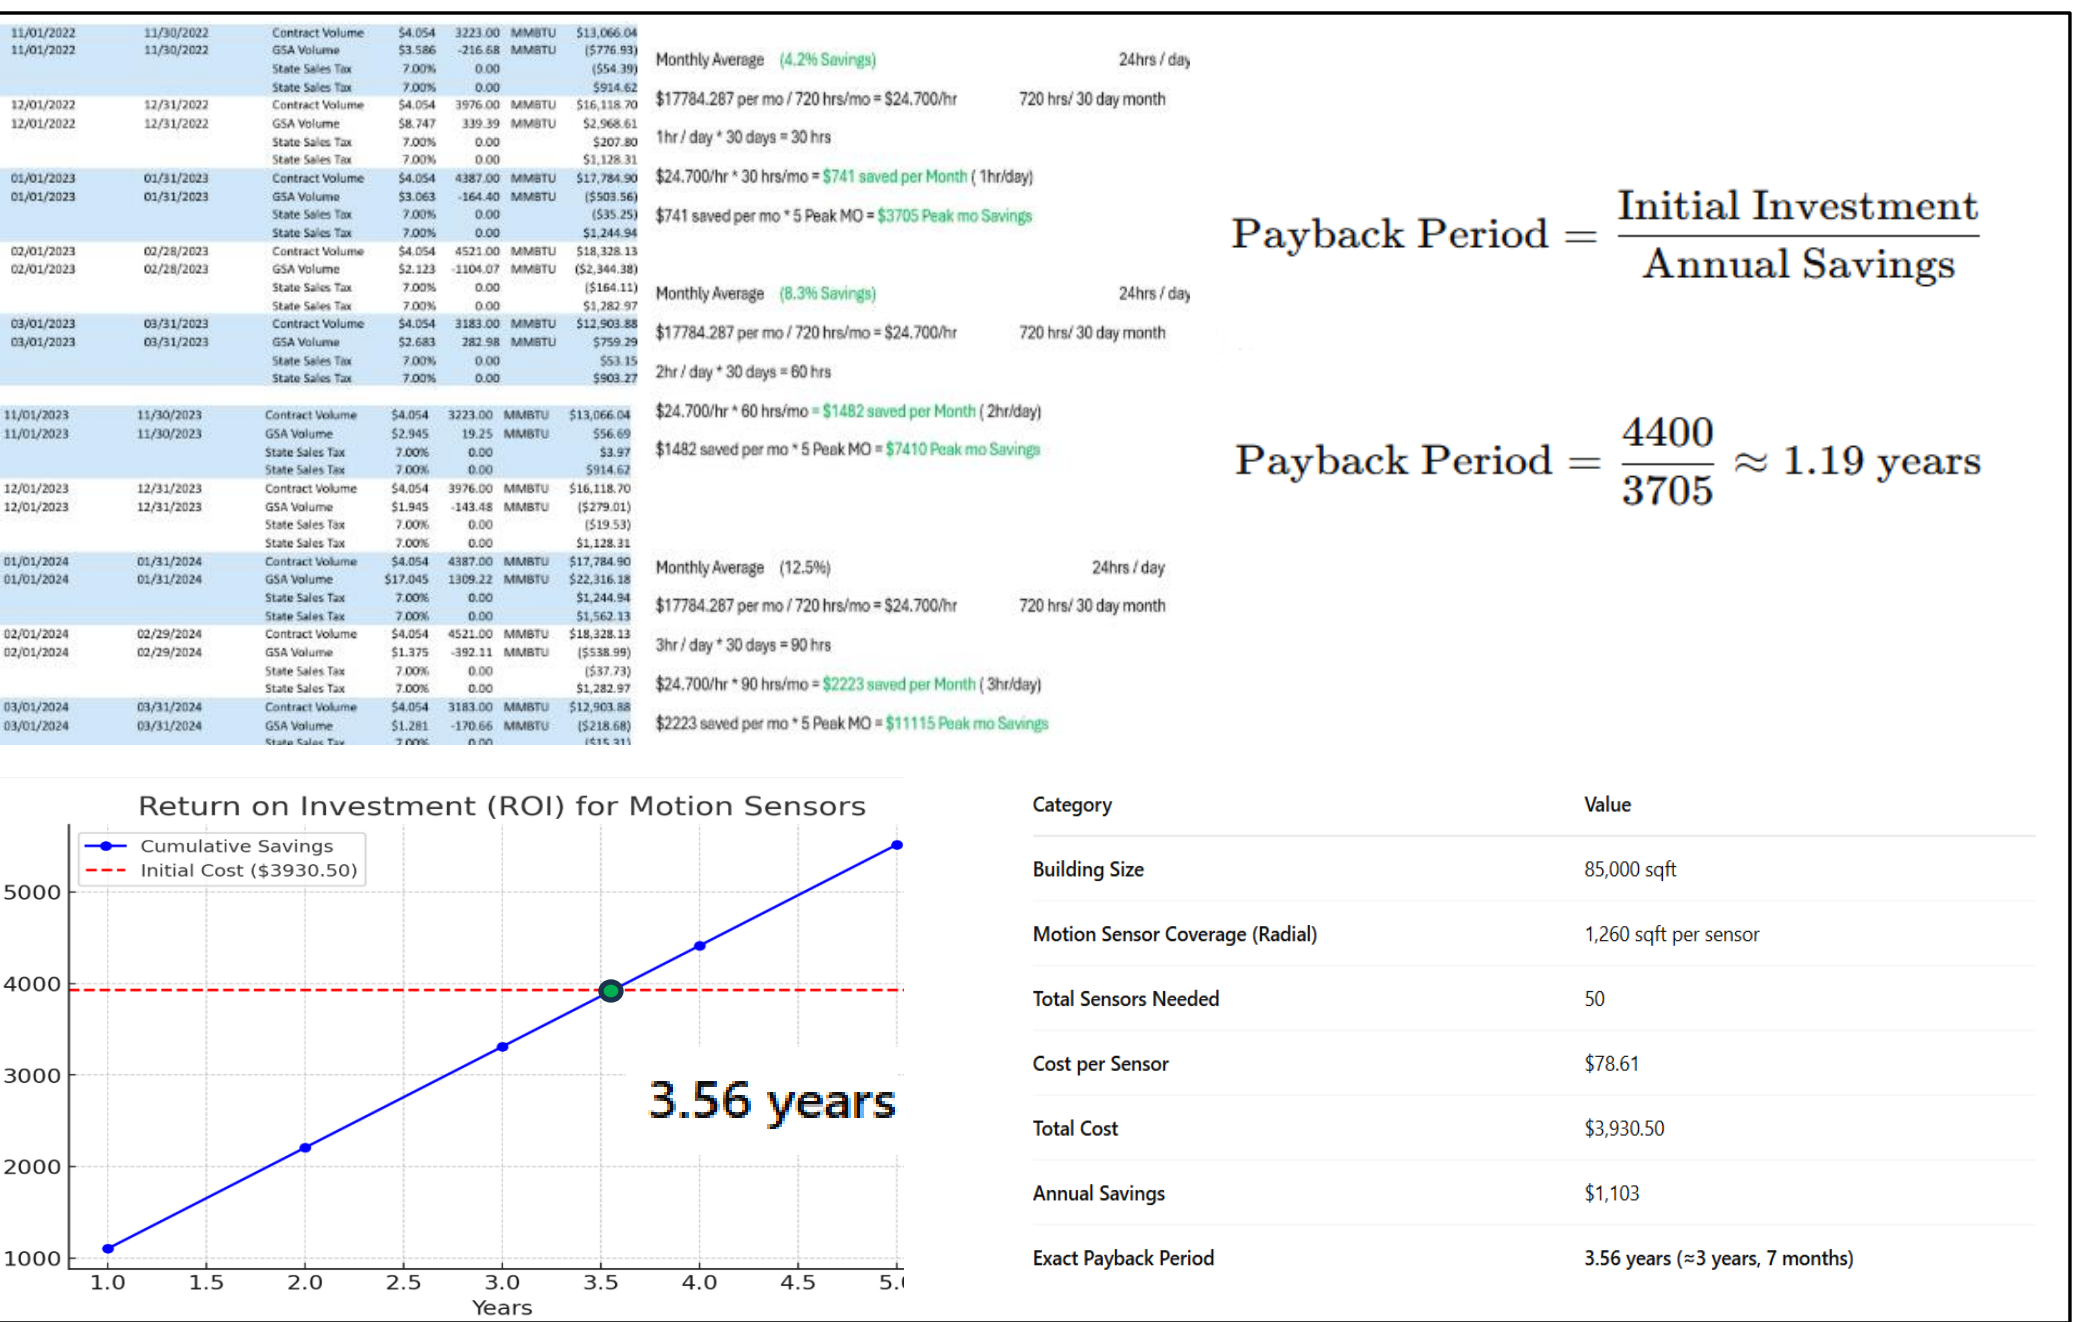 11/01/2022 11/30/2022 Contract Volume $4.054 3223.00 MMBTU $13,066.04
11/01/2022 11/30/2022 GSA Volume $3.586 -216.68 MMBTU ($776.93)
State Sales Tax 7.00% 0.00 ($54.39)
State Sales Tax 7.00% 0.00 $914.62
12/01/2022 12/31/2022 Contract Volume $4.054 3976.00 MMBTU $16,118.70
12/01/2022 12/31/2022 GSA Volume $8.747 339.39 MMBTU $2,968.61
State Sales Tax 7.00% 0.00 $207.80
State Sales Tax 7.00% 0.00 $1,128.31
01/01/2023 01/31/2023 Contract Volume $4.054 4387.00 MMBTU $17,784.90
01/01/2023 01/31/2023 GSA Volume $3.063 -164.40 MMBTU ($503.56)
State Sales Tax 7.00% 0.00 ($35.25)
State Sales Tax 7.00% 0.00 $1,244.94
02/01/2023 02/28/2023 Contract Volume $4.054 4521.00 MMBTU $18,328.13
02/01/2023 02/28/2023 GSA Volume $2.123 -1104.07 MMBTU ($2,344.38)
State Sales Tax 7.00% 0.00 ($164.11)
State Sales Tax 7.00% 0.00 $1,282.97
03/01/2023 03/31/2023 Contract Volume $4.054 3183.00 MMBTU $12,903.88
03/01/2023 03/31/2023 GSA Volume $2.683 282.98 MMBTU $759.29
State Sales Tax 7.00% 0.00 $53.15
State Sales Tax 7.00% 0.00 $903.27
11/01/2023 11/30/2023 Contract Volume $4.054 3223.00 MMBTU $13,066.04
11/01/2023 11/30/2023 GSA Volume $2.945 19.25 MMBTU $56.69
State Sales Tax 7.00% 0.00 $3.97
State Sales Tax 7.00% 0.00 $914.62
12/01/2023 12/31/2023 Contract Volume $4.054 3976.00 MMBTU $16,118.70
12/01/2023 12/31/2023 GSA Volume $1.945 -143.48 MMBTU ($279.01)
State Sales Tax 7.00% 0.00 ($19.53)
State Sales Tax 7.00% 0.00 $1,128.31
01/01/2024 01/31/2024 Contract Volume $4.054 4387.00 MMBTU $17,784.90
01/01/2024 01/31/2024 GSA Volume $17.045 1309.22 MMBTU $22,316.18
State Sales Tax 7.00% 0.00 $1,244.94
State Sales Tax 7.00% 0.00 $1,562.13
02/01/2024 02/29/2024 Contract Volume $4.054 4521.00 MMBTU $18,328.13
02/01/2024 02/29/2024 GSA Volume $1.375 -392.11 MMBTU ($538.99)
State Sales Tax 7.00% 0.00 ($37.73)
State Sales Tax 7.00% 0.00 $1,282.97
03/01/2024 03/31/2024 Contract Volume $4.054 3183.00 MMBTU $12,903.88
03/01/2024 03/31/2024 GSA Volume $1.281 -170.66 MMBTU ($218.68)
State Sales Tax 7.00% 0.00 ($15.31)
Monthly Average (4.2% Savings) 24hrs / day
$17784.287 per mo / 720 hrs/mo = $24.700/hr 720 hrs/ 30 day month
1hr / day * 30 days = 30 hrs
$24.700/hr * 30 hrs/mo = $741 saved per Month ( 1hr/day)
$741 saved per mo * 5 Peak MO = $3705 Peak mo Savings
Monthly Average (8.3% Savings) 24hrs / day
$17784.287 per mo / 720 hrs/mo = $24.700/hr 720 hrs/ 30 day month
2hr / day * 30 days = 60 hrs
$24.700/hr * 60 hrs/mo = $1482 saved per Month ( 2hr/day)
$1482 saved per mo * 5 Peak MO = $7410 Peak mo Savings
Monthly Average (12.5%) 24hrs / day
$17784.287 per mo / 720 hrs/mo = $24.700/hr 720 hrs/ 30 day month
3hr / day * 30 days = 90 hrs
$24.700/hr * 90 hrs/mo = $2223 saved per Month ( 3hr/day)
$2223 saved per mo * 5 Peak MO = $11115 Peak mo Savings
Payback Period = Initial Investment / Annual Savings
Payback Period = 4400 / 3705 ≈ 1.19 years
Return on Investment (ROI) for Motion Sensors
Cumulative Savings
Initial Cost ($3930.50)
5000
4000
3000
2000
1000
3.56 years
1.0 1.5 2.0 2.5 3.0 3.5 4.0 4.5 5.0
Years
Category Value
Building Size 85,000 sqft
Motion Sensor Coverage (Radial) 1,260 sqft per sensor
Total Sensors Needed 50
Cost per Sensor $78.61
Total Cost $3,930.50
Annual Savings $1,103
Exact Payback Period 3.56 years (≈3 years, 7 months)